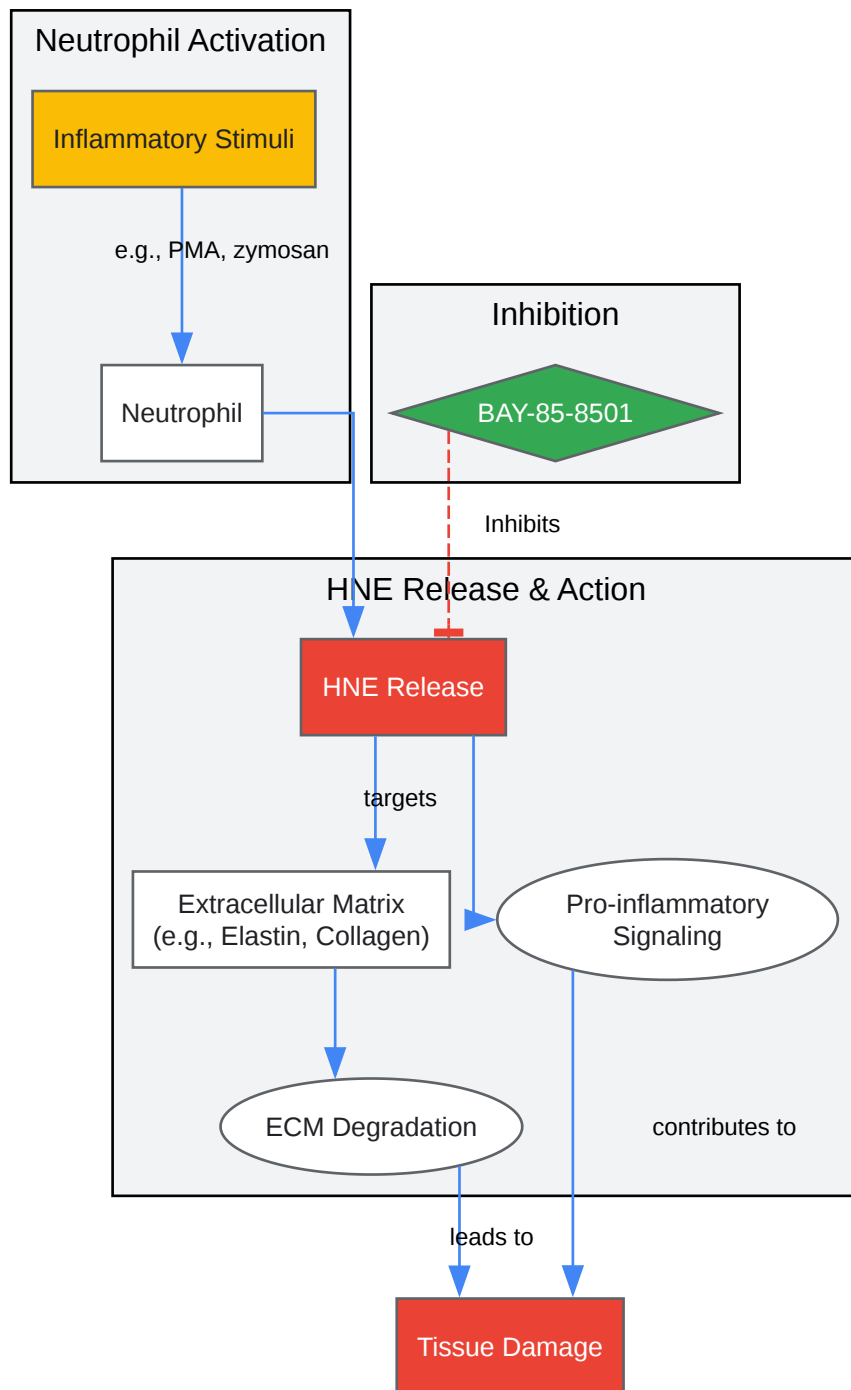 Neutrophil Activation
Inflammatory Stimuli
e.g., PMA, zymosan
Neutrophil
Inhibition
BAY-85-8501
Inhibits
HNE Release & Action
HNE Release
targets
Extracellular Matrix
(e.g., Elastin, Collagen)
Pro-inflammatory
Signaling
ECM Degradation
contributes to
leads to
Tissue Damage